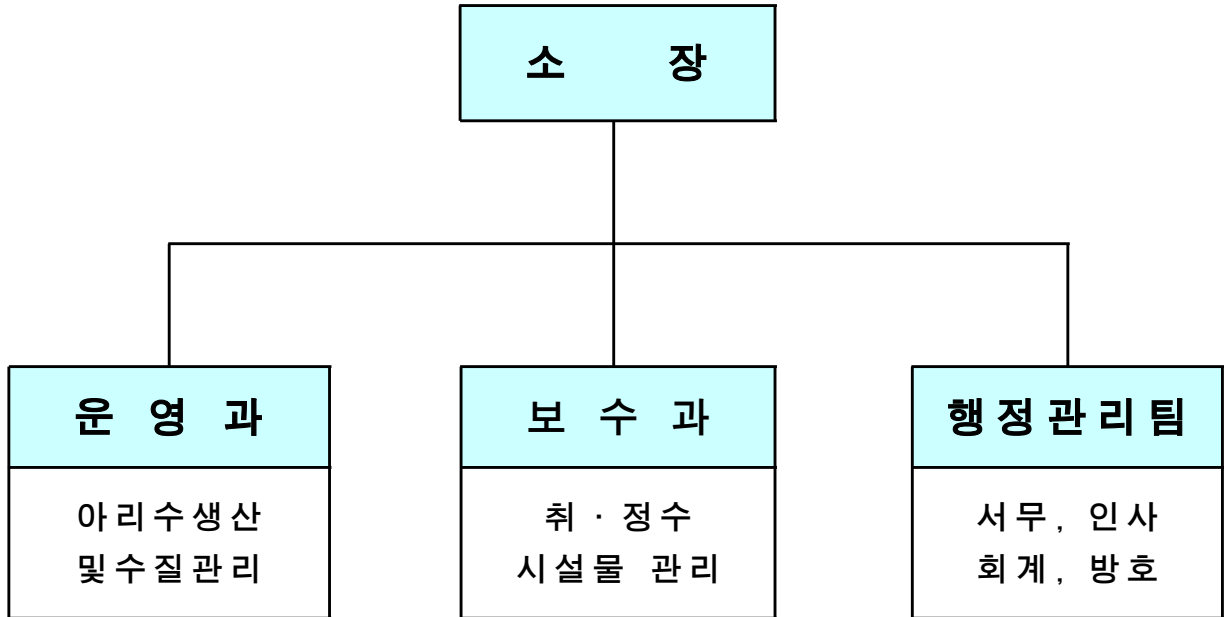 소 장
운 영 과
보 수 과
행정관리팀
아리수생산
및수질관리
취 · 정수
시설물 관리
서무, 인사
회계, 방호